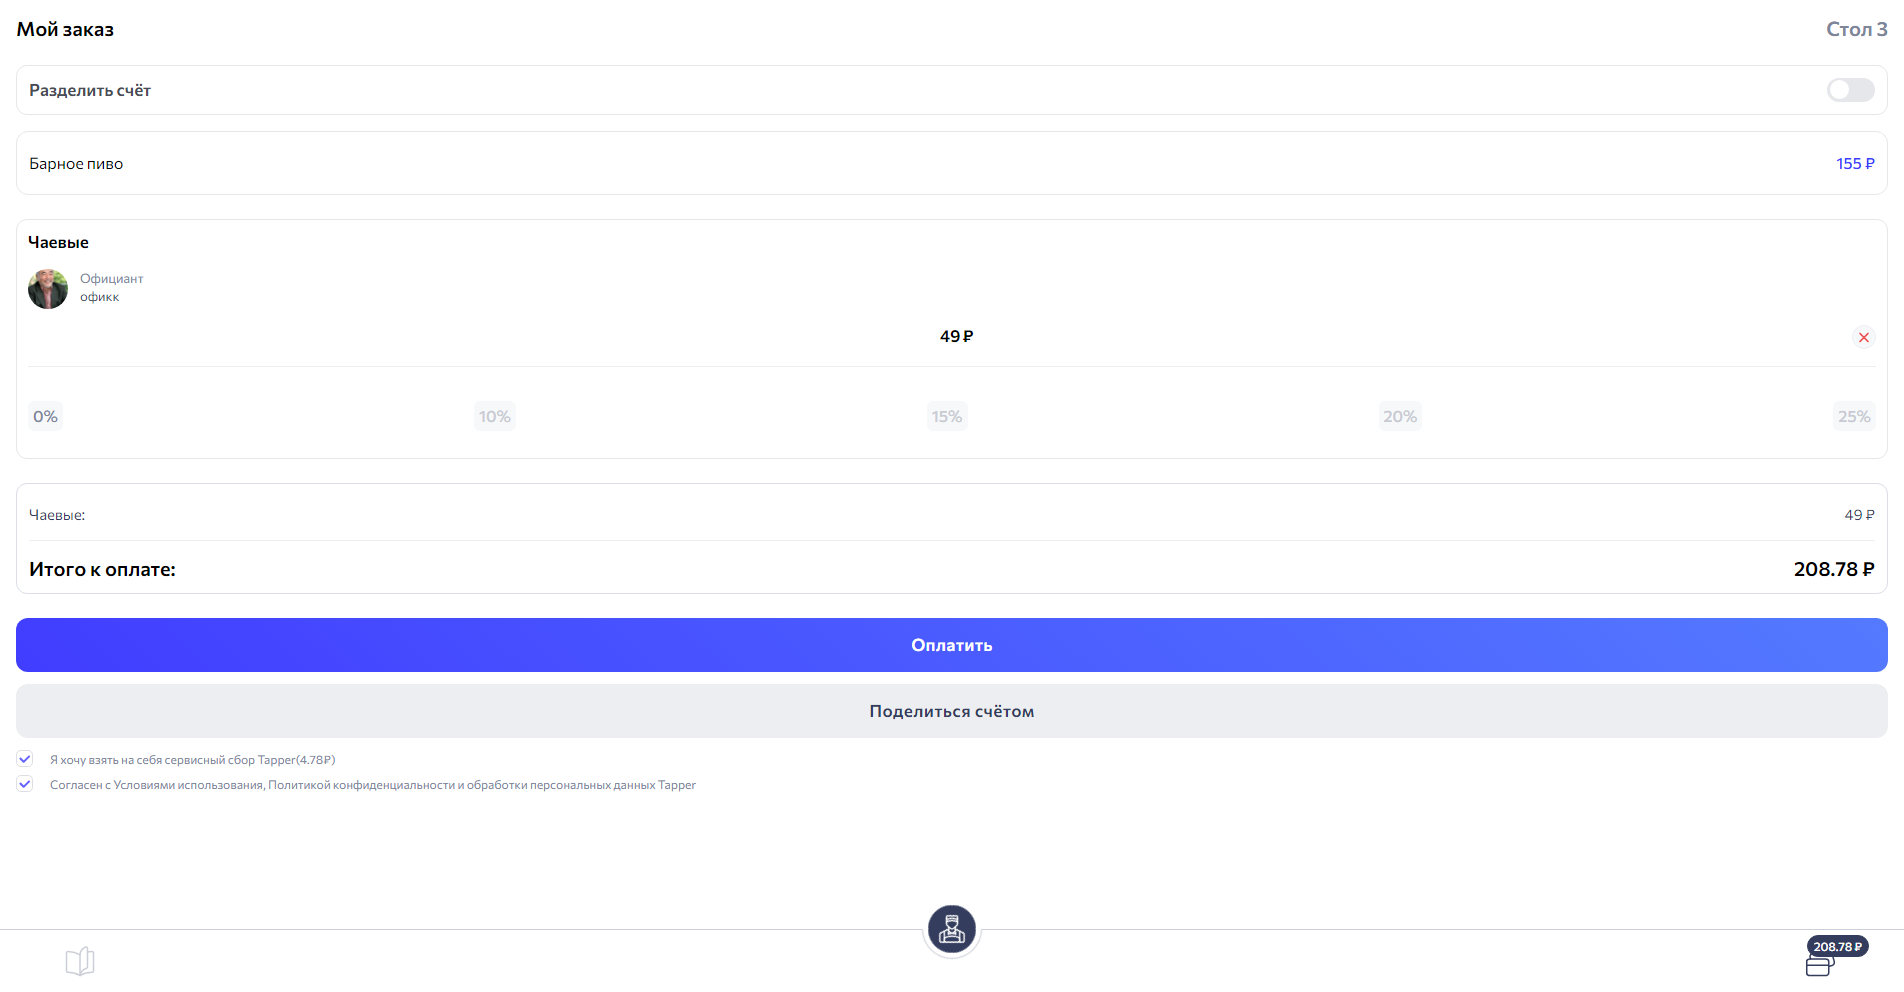 Мой заказ
Стол 3
Разделить счёт
Барное пиво
155 ₽
Чаевые
Официант
офикк
49 ₽
0%
10%
15%
20%
25%
Чаевые:
49 ₽
Итого к оплате:
208.78 ₽
Оплатить
Поделиться счётом
Я хочу взять на себя сервисный сбор Tapper(4.78₽)
Согласен с Условиями использования, Политикой конфиденциальности и обработки персональных данных Tapper
208.78 ₽